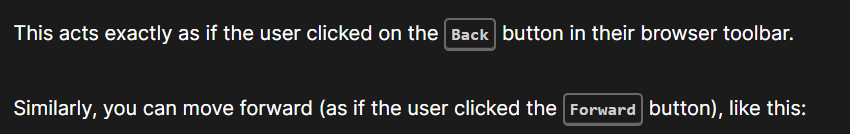 This acts exactly as if the user clicked on the Back button in their browser toolbar.
Similarly, you can move forward (as if the user clicked the Forward button), like this: